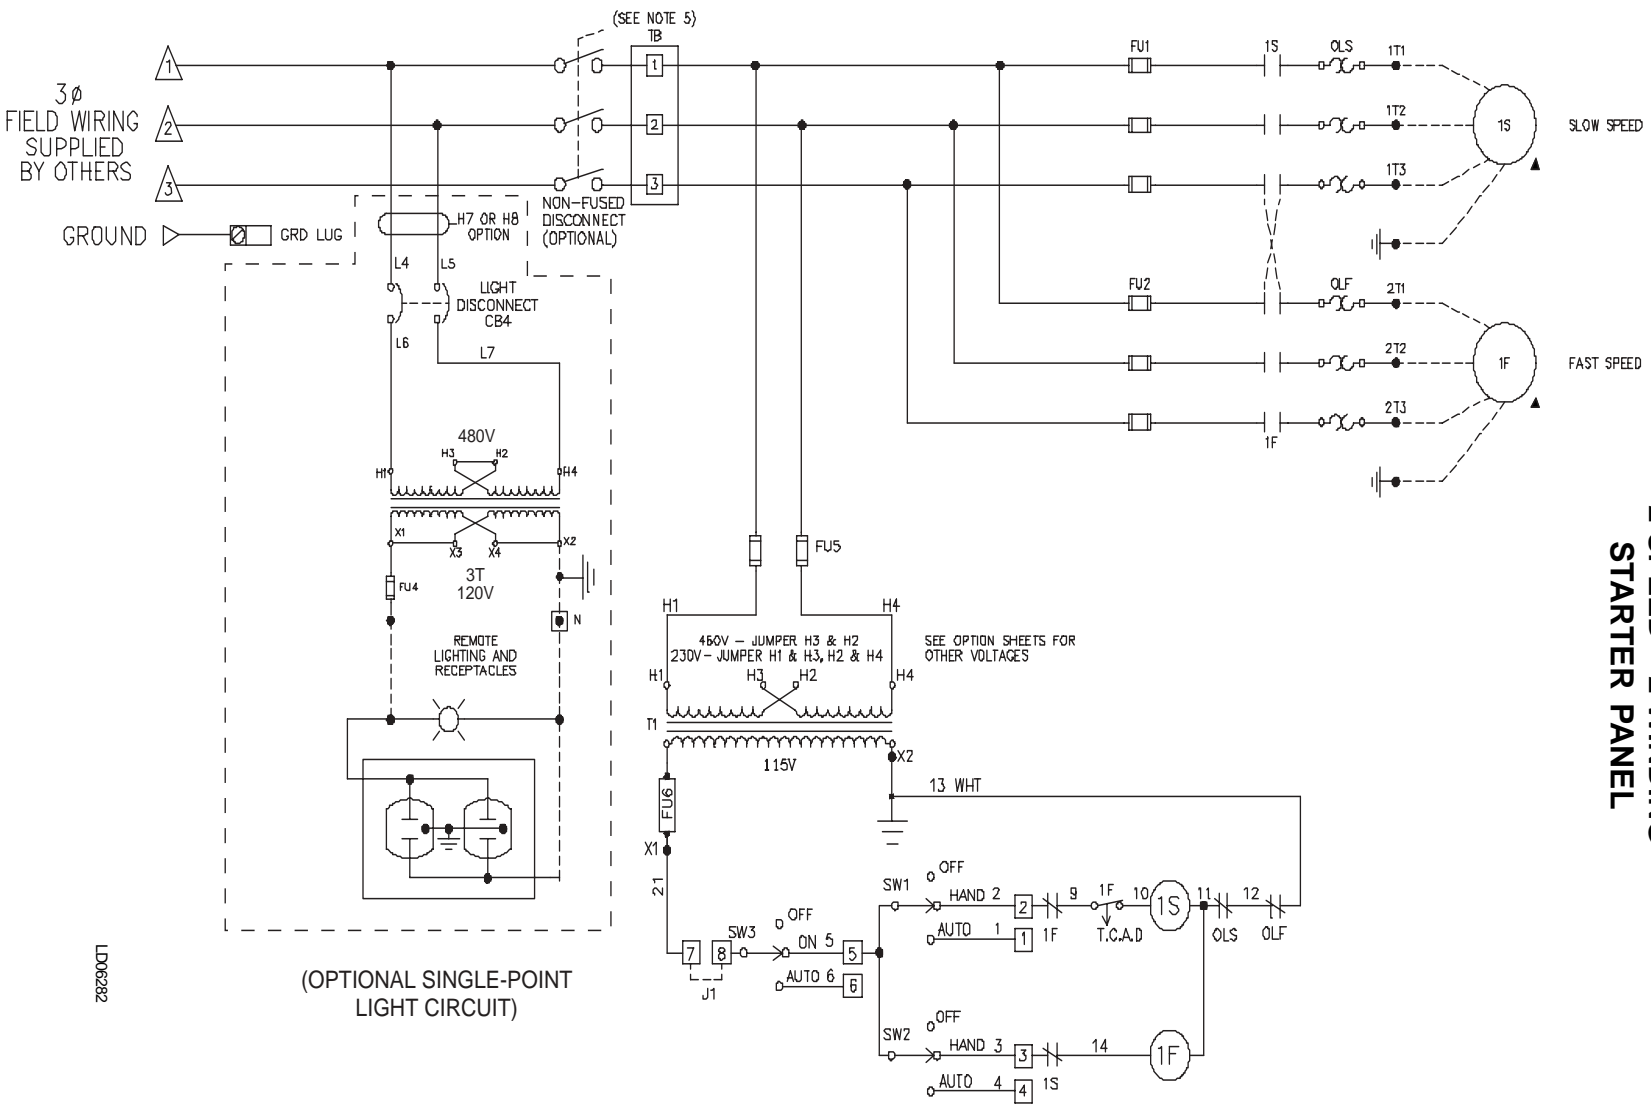 (SEE NOTE 5)
TB
1
2
3
3ø
FIELD WIRING
SUPPLIED
BY OTHERS
1
2
3
GROUND
GRD LUG
NON-FUSED
DISCONNECT
(OPTIONAL)
H7 OR H8
OPTION
L4
L5
LIGHT
DISCONNECT
CB4
L6
L7
480V
H3
H2
H1
H4
X1
X3
X4
X2
3T
120V
FU4
N
REMOTE
LIGHTING AND
RECEPTACLES
(OPTIONAL SINGLE-POINT
LIGHT CIRCUIT)
LD06282
FU1
1S
OLS
1T1
1T2
1T3
1S
SLOW SPEED
FU2
OLF
2T1
2T2
2T3
1F
1F
FAST SPEED
STARTER PANEL
FU5
H1
H4
460V - JUMPER H3 & H2
230V- JUMPER H1 & H3, H2 & H4
SEE OPTION SHEETS FOR
OTHER VOLTAGES
H1
H3
H2
H4
T1
115V
X2
FU6
X1
21
13 WHT
7
8
J1
SW3
OFF
ON 5
5
AUTO 6
6
SW1
OFF
HAND 2
2
AUTO 1
1
1F
9
1F
T.C.A.D
10
1S
11
OLS
12
OLF
SW2
OFF
HAND 3
3
AUTO 4
4
1S
14
1F